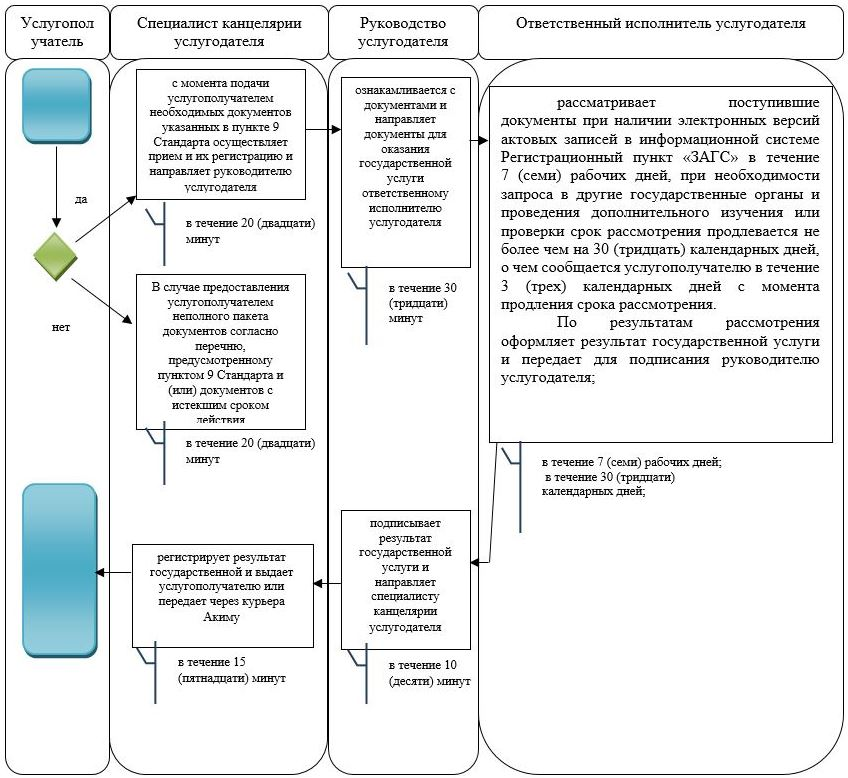 Услугопол
учатель
Специалист канцелярии
услугодателя
Руководство
услугодателя
Ответственный исполнитель услугодателя
да
нет
с момента подачи
услугополучателем
необходимых документов
указанных в пункте 9
Стандарта осуществляет
прием и их регистрацию и
направляет руководителю
услугодателя
в течение 20 (двадцати)
минут
В случае предоставления
услугополучателем
неполного пакета
документов согласно
перечню,
предусмотренному
пунктом 9 Стандарта и
(или) документов с
истекшим сроком
действия
в течение 20 (двадцати)
минут
ознакамливается с
документами и
направляет
документы для
оказания
государственной
услуги
ответственному
исполнителю
услугодателя
в течение 30
(тридцати)
минут
рассматривает поступившие
документы при наличии электронных версий
актовых записей в информационной системе
Регистрационный пункт «ЗАГС» в течение
7 (семи) рабочих дней, при необходимости
запроса в другие государственные органы и
проведения дополнительного изучения или
проверки срок рассмотрения продлевается не
более чем на 30 (тридцать) календарных дней,
о чем сообщается услугополучателю в течение
3 (трех) календарных дней с момента
продления срока рассмотрения.
По результатам рассмотрения
оформляет результат государственной услуги
и передает для подписания руководителю
услугодателя;
в течение 7 (семи) рабочих дней;
в течение 30 (тридцати)
календарных дней;
подписывает
результат
государственной
услуги и
направляет
специалисту
канцелярии
услугодателя
в течение 10
(десяти) минут
регистрирует результат
государственной и выдает
услугополучателю или
передает через курьера
Акиму
в течение 15
(пятнадцати) минут